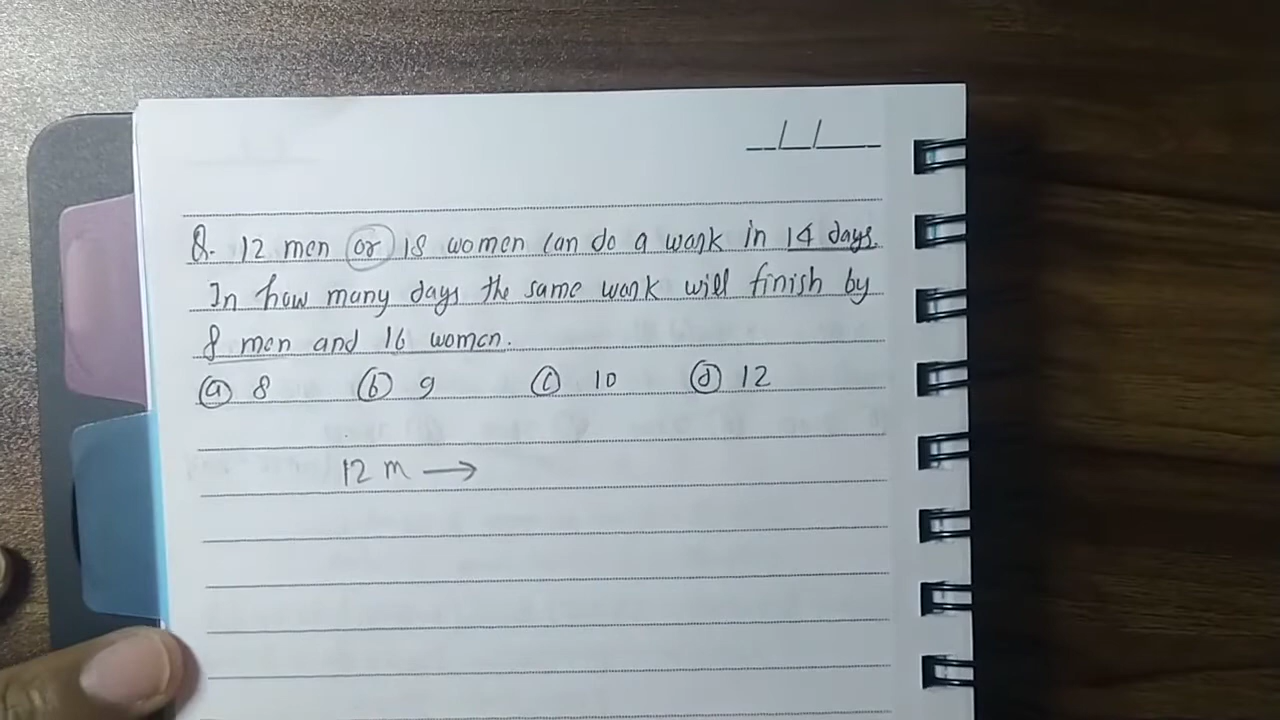 __/__/____
Q. 12 men or 18 women can do a work in 14 days.
In how many days the same work will finish by
8 men and 16 women.
(a) 8 (b) 9 (c) 10 (d) 12
12 m →